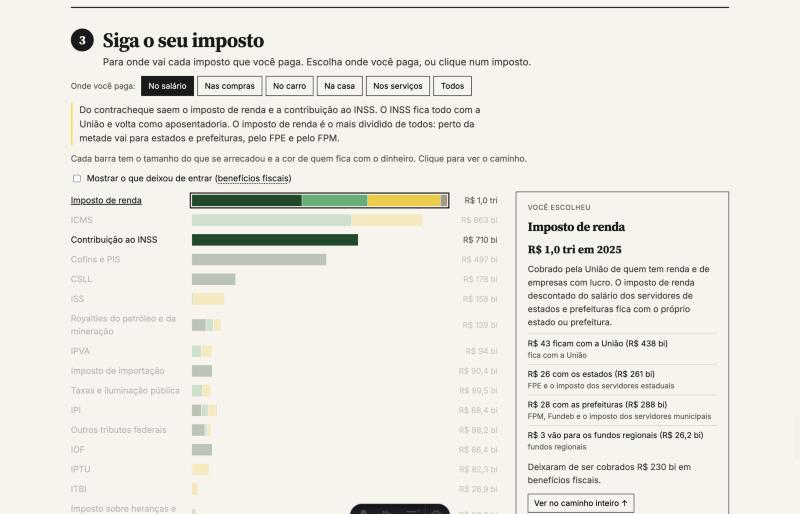 3 Siga o seu imposto
Para onde vai cada imposto que você paga. Escolha onde você paga, ou clique num imposto.
Onde você paga: No salário Nas compras No carro Na casa Nos serviços Todos
Do contracheque saem o imposto de renda e a contribuição ao INSS. O INSS fica todo com a
União e volta como aposentadoria. O imposto de renda é o mais dividido de todos: perto da
metade vai para estados e prefeituras, pelo FPE e pelo FPM.
Cada barra tem o tamanho do que se arrecadou e a cor de quem fica com o dinheiro. Clique para ver o caminho.
Mostrar o que deixou de entrar (benefícios fiscais)
Imposto de renda R$ 1,0 tri
ICMS R$ 863 bi
Contribuição ao INSS R$ 710 bi
Cofins e PIS R$ 497 bi
CSLL R$ 178 bi
ISS R$ 158 bi
Royalties do petróleo e da
mineração R$ 139 bi
IPVA R$ 94 bi
Imposto de importação R$ 90,4 bi
Taxas e iluminação pública R$ 89,5 bi
IPI R$ 88,4 bi
Outros tributos federais R$ 88,2 bi
IOF R$ 86,4 bi
IPTU R$ 82,3 bi
ITBI R$ 26,9 bi
Imposto sobre heranças e
VOCÊ ESCOLHEU
Imposto de renda
R$ 1,0 tri em 2025
Cobrado pela União de quem tem renda e de
empresas com lucro. O imposto de renda
descontado do salário dos servidores de
estados e prefeituras fica com o próprio
estado ou prefeitura.
R$ 43 ficam com a União (R$ 438 bi)
fica com a União
R$ 26 com os estados (R$ 261 bi)
FPE e o imposto dos servidores estaduais
R$ 28 com as prefeituras (R$ 288 bi)
FPM, Fundeb e o imposto dos servidores municipais
R$ 3 vão para os fundos regionais (R$ 26,2 bi)
fundos regionais
Deixaram de ser cobrados R$ 230 bi em
benefícios fiscais.
Ver no caminho inteiro ↑